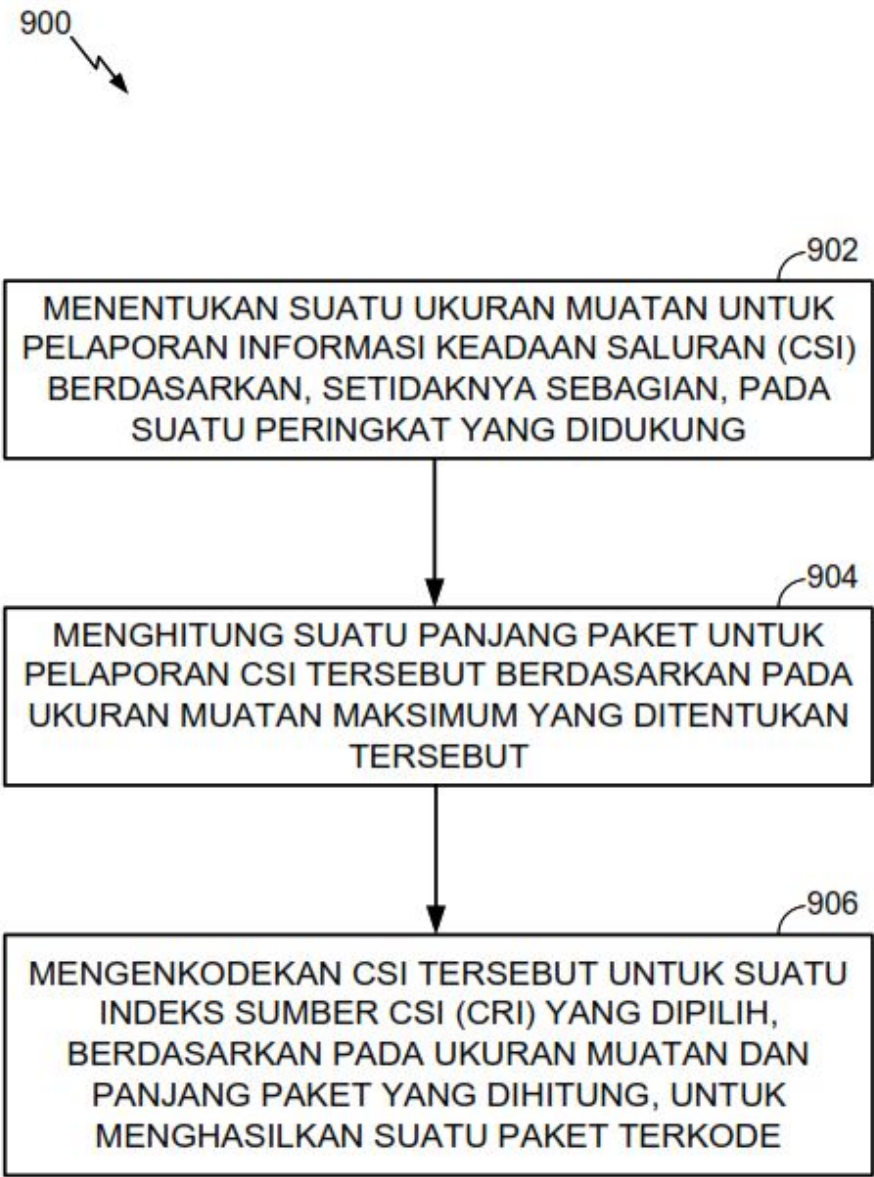 900
902
MENENTUKAN SUATU UKURAN MUATAN UNTUK
PELAPORAN INFORMASI KEADAAN SALURAN (CSI)
BERDASARKAN, SETIDAKNYA SEBAGIAN, PADA
SUATU PERINGKAT YANG DIDUKUNG
904
MENGHITUNG SUATU PANJANG PAKET UNTUK
PELAPORAN CSI TERSEBUT BERDASARKAN PADA
UKURAN MUATAN MAKSIMUM YANG DITENTUKAN
TERSEBUT
906
MENGENKODEKAN CSI TERSEBUT UNTUK SUATU
INDEKS SUMBER CSI (CRI) YANG DIPILIH,
BERDASARKAN PADA UKURAN MUATAN DAN
PANJANG PAKET YANG DIHITUNG, UNTUK
MENGHASILKAN SUATU PAKET TERKODE